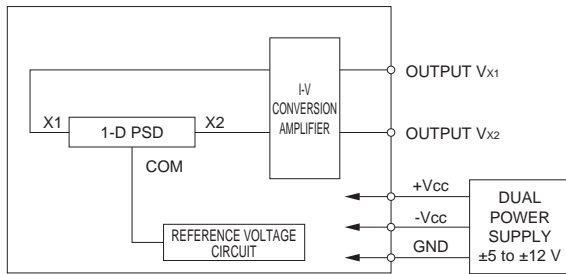 I-V
CONVERSION
AMPLIFIER
OUTPUT VX1
X1
1-D PSD
X2
OUTPUT VX2
COM
+Vcc
-Vcc
GND
DUAL
POWER
SUPPLY
±5 to ±12 V
REFERENCE VOLTAGE
CIRCUIT